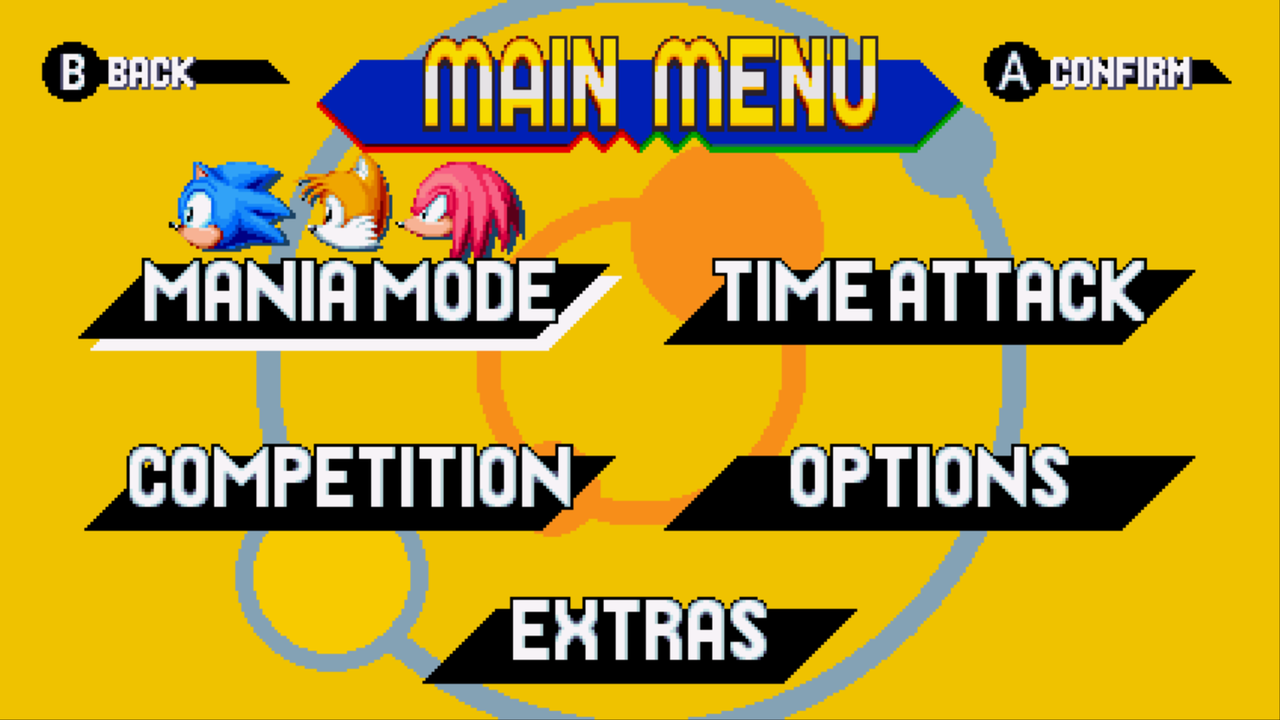 B BACK
MAIN MENU
A CONFIRM
MANIA MODE
TIME ATTACK
COMPETITION
OPTIONS
EXTRAS